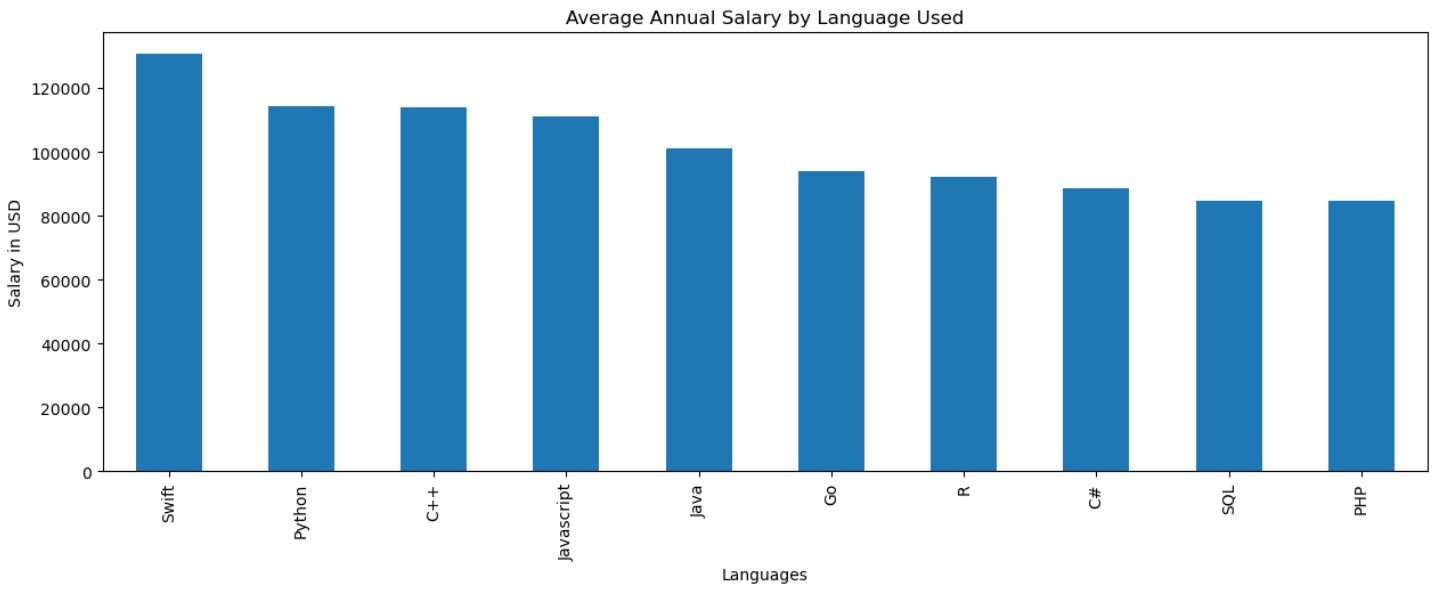 Average Annual Salary by Language Used
Salary in USD
120000
100000
80000
60000
40000
20000
0
Swift
Python
C++
Javascript
Java
Go
R
C#
SQL
PHP
Languages